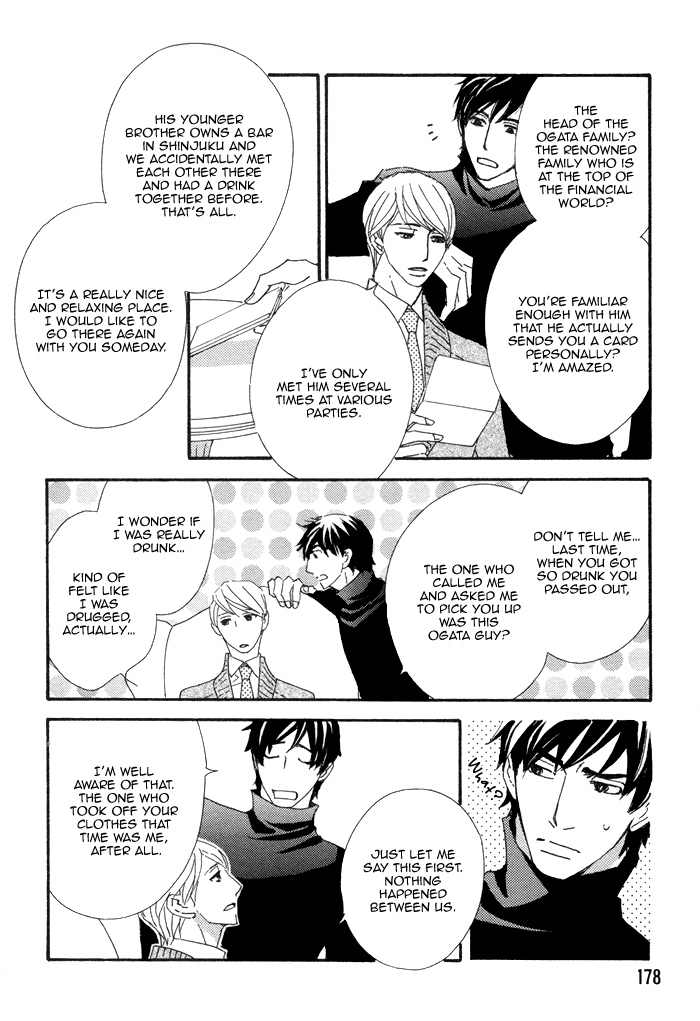 THE
HEAD OF THE
OGATA FAMILY?
THE RENOWNED
FAMILY WHO IS
AT THE TOP OF
THE FINANCIAL
WORLD?
YOU'RE FAMILIAR
ENOUGH WITH HIM
THAT HE ACTUALLY
SENDS YOU A CARD
PERSONALLY?
I'M AMAZED.
I'VE ONLY
MET HIM SEVERAL
TIMES AT VARIOUS
PARTIES.
HIS YOUNGER
BROTHER OWNS A BAR
IN SHINJUKU AND
WE ACCIDENTALLY MET
EACH OTHER THERE
AND HAD A DRINK
TOGETHER BEFORE.
THAT'S ALL.
IT'S A REALLY NICE
AND RELAXING PLACE.
I WOULD LIKE TO
GO THERE AGAIN
WITH YOU SOMEDAY.
DON'T TELL ME...
LAST TIME,
WHEN YOU GOT
SO DRUNK YOU
PASSED OUT,
THE ONE WHO
CALLED ME
AND ASKED ME
TO PICK YOU UP
WAS THIS
OGATA GUY?
I WONDER IF
I WAS REALLY
DRUNK...
KIND OF
FELT LIKE
I WAS
DRUGGED,
ACTUALLY...
What?
JUST LET ME
SAY THIS FIRST.
NOTHING
HAPPENED
BETWEEN US.
I'M WELL
AWARE OF THAT.
THE ONE WHO
TOOK OFF YOUR
CLOTHES THAT
TIME WAS ME,
AFTER ALL.
178